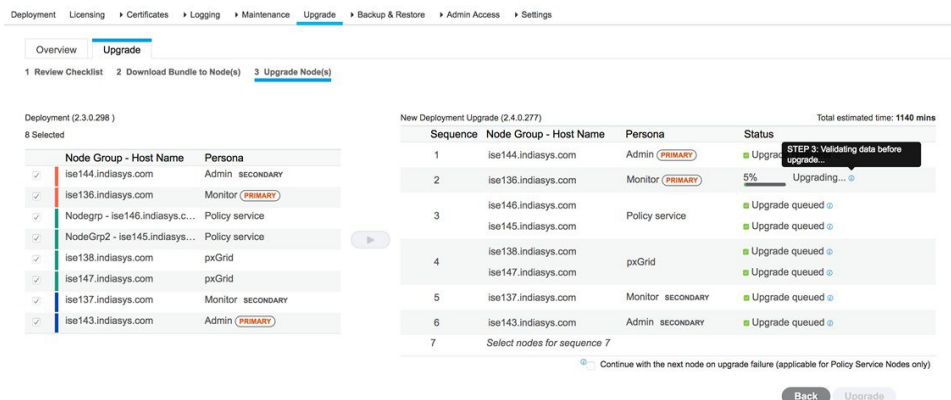 Deployment Licensing Certificates Logging Maintenance Upgrade Backup & Restore Admin Access Settings
Overview Upgrade
1 Review Checklist 2 Download Bundle to Node(s) 3 Upgrade Node(s)
Deployment (2.3.0.298 )
8 Selected
Node Group - Host Name Persona
ise144.indiasys.com Admin SECONDARY
ise136.indiasys.com Monitor PRIMARY
Nodegrp - ise146.indiasys.c... Policy service
NodeGrp2 - ise145.indiasys... Policy service
ise138.indiasys.com pxGrid
ise147.indiasys.com pxGrid
ise137.indiasys.com Monitor SECONDARY
ise143.indiasys.com Admin PRIMARY
New Deployment Upgrade (2.4.0.277) Total estimated time: 1140 mins
Sequence Node Group - Host Name Persona Status
STEP 3: Validating data before
upgrade...
1 ise144.indiasys.com Admin PRIMARY
2 ise136.indiasys.com Monitor PRIMARY 5% Upgrading...
3 ise146.indiasys.com Policy service Upgrade queued
ise145.indiasys.com Upgrade queued
4 ise138.indiasys.com pxGrid Upgrade queued
ise147.indiasys.com Upgrade queued
5 ise137.indiasys.com Monitor SECONDARY Upgrade queued
6 ise143.indiasys.com Admin SECONDARY Upgrade queued
7 Select nodes for sequence 7
Continue with the next node on upgrade failure (applicable for Policy Service Nodes only)
Back Upgrade